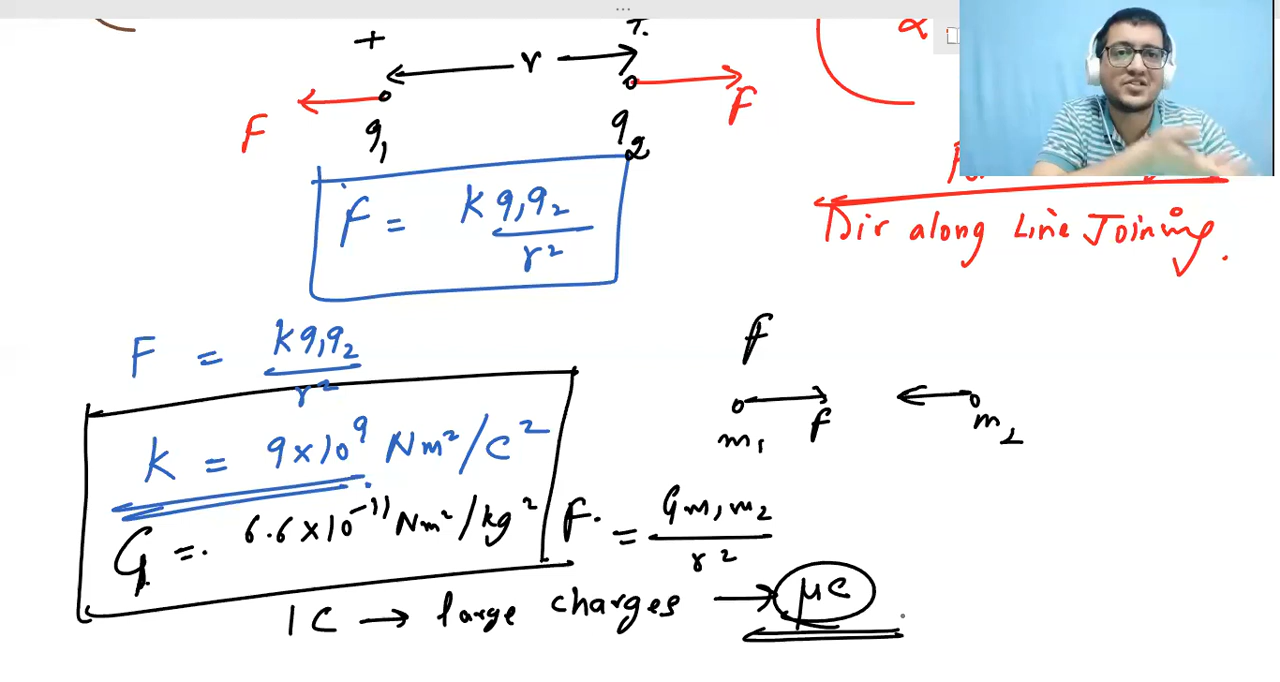 + +
r
F F
q₁ q₂
α
F = k q₁q₂ / r²
Dir along Line Joining.
F = kq₁q₂ / r²
F
k = 9×10⁹ Nm²/C²
m₁ F m₂
G = 6.6×10⁻¹¹ Nm²/kg²
F = Gm₁m₂ / r²
1C → large charges → μC